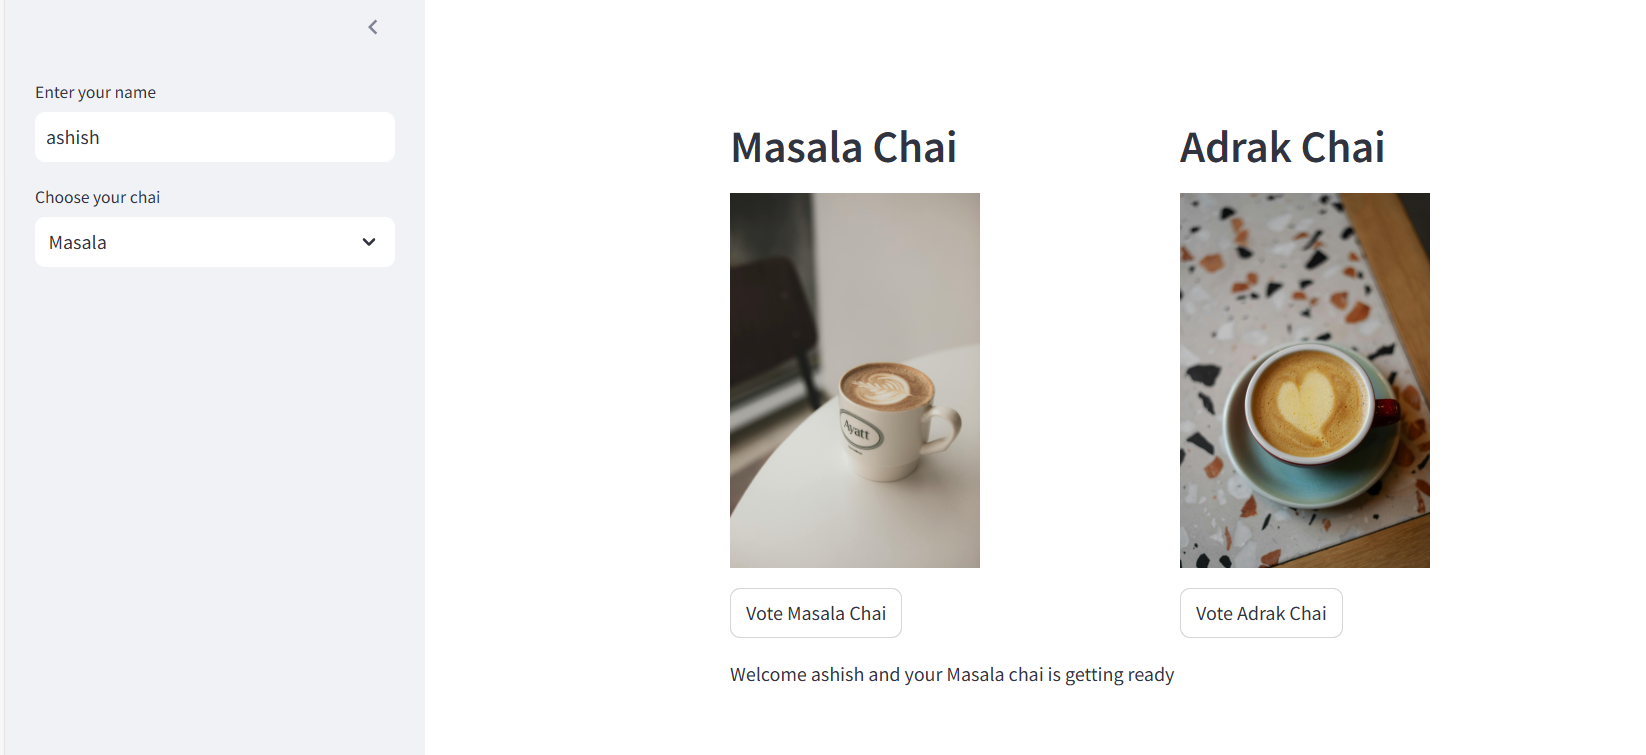 Enter your name
ashish
Choose your chai
Masala
Masala Chai
Adrak Chai
Ayatt
Vote Masala Chai
Vote Adrak Chai
Welcome ashish and your Masala chai is getting ready